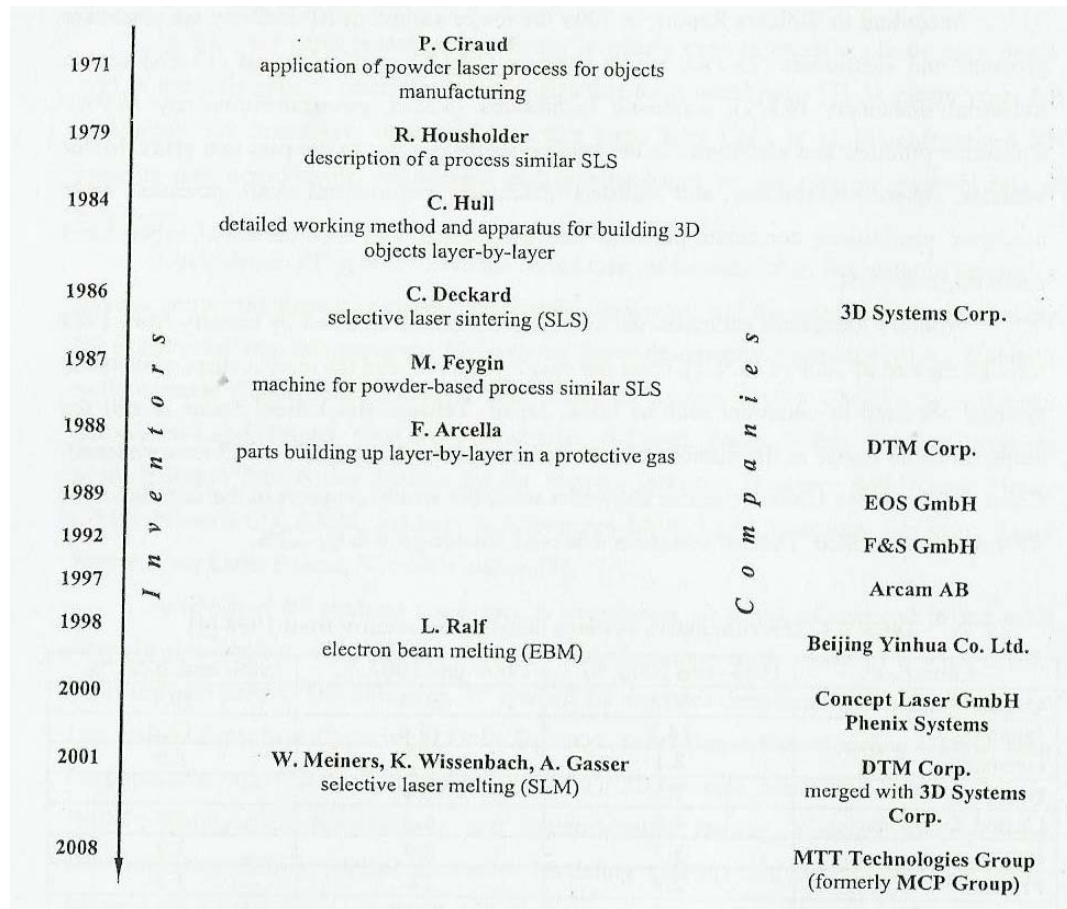 1971
P. Ciraud
application of powder laser process for objects
manufacturing
1979
R. Housholder
description of a process similar SLS
1984
C. Hull
detailed working method and apparatus for building 3D
objects layer-by-layer
1986
C. Deckard
selective laser sintering (SLS)
3D Systems Corp.
1987
M. Feygin
machine for powder-based process similar SLS
1988
F. Arcella
parts building up layer-by-layer in a protective gas
DTM Corp.
1989
EOS GmbH
1992
F&S GmbH
1997
Arcam AB
Inventors
Companies
1998
L. Ralf
electron beam melting (EBM)
Beijing Yinhua Co. Ltd.
2000
Concept Laser GmbH
Phenix Systems
2001
W. Meiners, K. Wissenbach, A. Gasser
selective laser melting (SLM)
DTM Corp.
merged with 3D Systems
Corp.
2008
MTT Technologies Group
(formerly MCP Group)